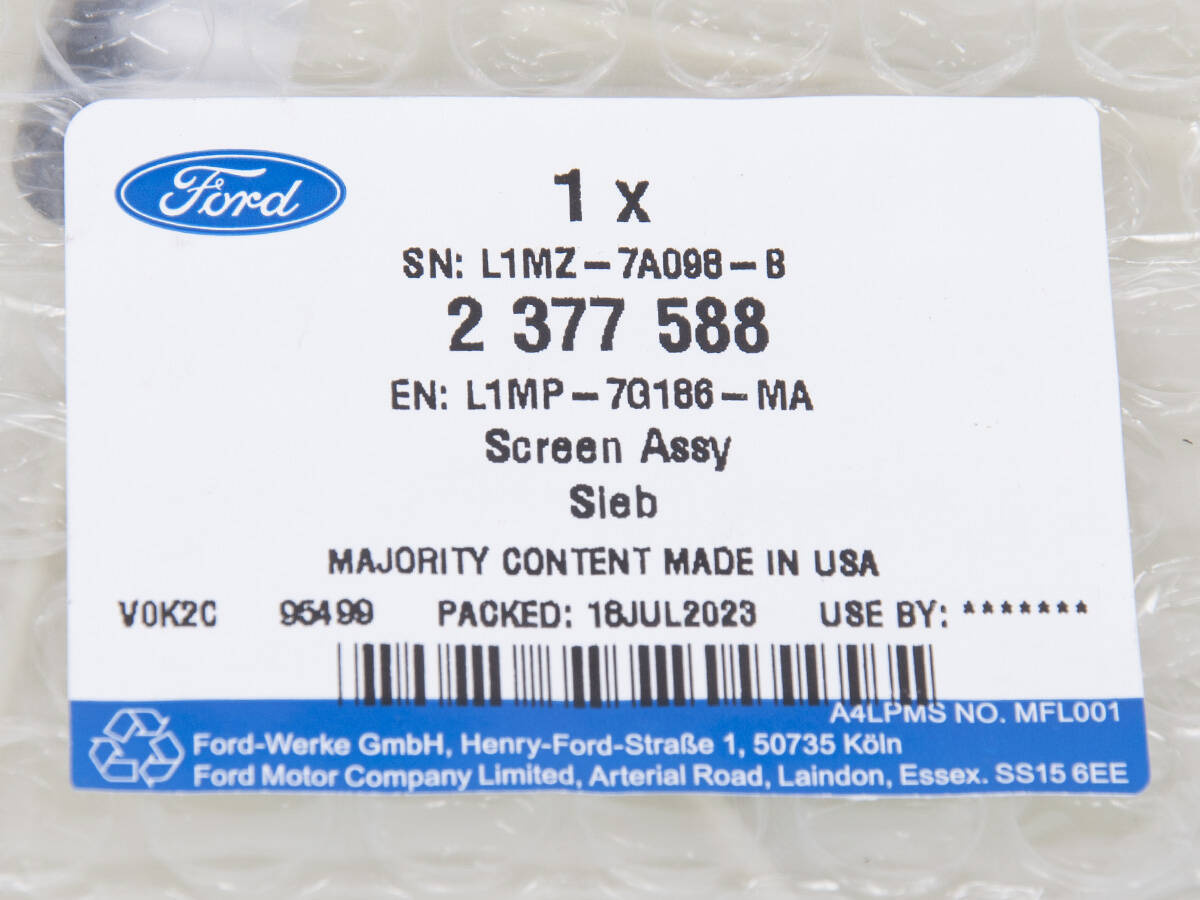 Ford
1 x
SN: L1MZ-7A098-B
2 377 588
EN: L1MP-7G186-MA
Screen Assy
Sieb
MAJORITY CONTENT MADE IN USA
V0K2C 95499 PACKED: 18JUL2023 USE BY: *******
A4LPMS NO. MFL001
Ford-Werke GmbH, Henry-Ford-Straße 1, 50735 Köln
Ford Motor Company Limited, Arterial Road, Laindon, Essex. SS15 6EE